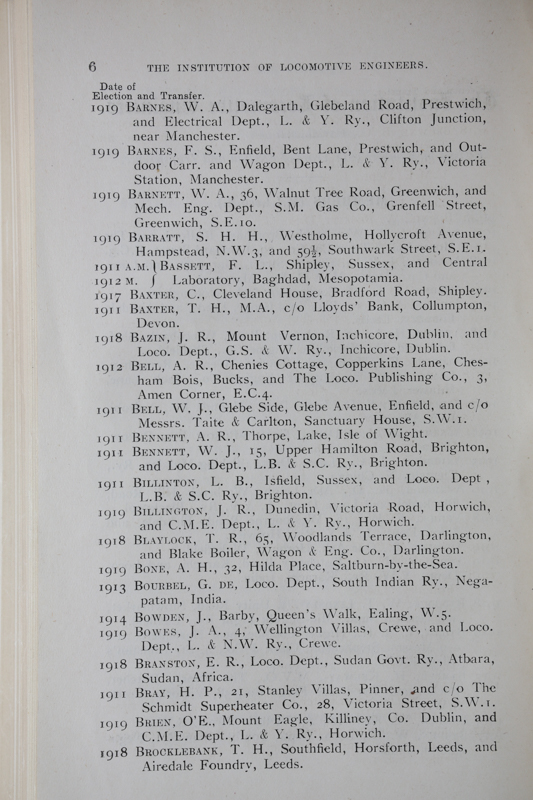 6 THE INSTITUTION OF LOCOMOTIVE ENGINEERS.
Date of
Election and Transfer.
1919 BARNES, W. A., Dalegarth, Glebeland Road, Prestwich,
and Electrical Dept., L. & Y. Ry., Clifton Junction,
near Manchester.
1919 BARNES, F. S., Enfield, Bent Lane, Prestwich, and Out-
door Carr. and Wagon Dept., L. & Y. Ry., Victoria
Station, Manchester.
1919 BARNETT, W. A., 36, Walnut Tree Road, Greenwich, and
Mech. Eng. Dept., S.M. Gas Co., Grenfell Street,
Greenwich, S.E.10.
1919 BARRATT, S. H. H., Westholme, Hollycroft Avenue,
Hampstead, N.W.3, and 59½, Southwark Street, S.E.1.
1911 A.M. } BASSETT, F. L., Shipley, Sussex, and Central
1912 M. } Laboratory, Baghdad, Mesopotamia.
1917 BAXTER, C., Cleveland House, Bradford Road, Shipley.
1911 BAXTER, T. H., M.A., c/o Lloyds' Bank, Collumpton,
Devon.
1918 BAZIN, J. R., Mount Vernon, Inchicore, Dublin, and
Loco. Dept., G.S. & W. Ry., Inchicore, Dublin.
1912 BELL, A. R., Chenies Cottage, Copperkins Lane, Ches-
ham Bois, Bucks, and The Loco. Publishing Co., 3,
Amen Corner, E.C.4.
1911 BELL, W. J., Glebe Side, Glebe Avenue, Enfield, and c/o
Messrs. Taite & Carlton, Sanctuary House, S.W.1.
1911 BENNETT, A. R., Thorpe, Lake, Isle of Wight.
1911 BENNETT, W. J., 15, Upper Hamilton Road, Brighton,
and Loco. Dept., L.B. & S.C. Ry., Brighton.
1911 BILLINTON, L. B., Isfield, Sussex, and Loco. Dept ,
L.B. & S.C. Ry., Brighton.
1919 BILLINGTON, J. R., Dunedin, Victoria Road, Horwich,
and C.M.E. Dept., L. & Y. Ry., Horwich.
1918 BLAYLOCK, T. R., 65, Woodlands Terrace, Darlington,
and Blake Boiler, Wagon & Eng. Co., Darlington.
1919 BONE, A. H., 32, Hilda Place, Saltburn-by-the-Sea.
1913 BOURBEL, G. DE, Loco. Dept., South Indian Ry., Nega-
patam, India.
1914 BOWDEN, J., Barby, Queen's Walk, Ealing, W.5.
1919 BOWES, J. A., 4, Wellington Villas, Crewe, and Loco.
Dept., L. & N.W. Ry., Crewe.
1918 BRANSTON, E. R., Loco. Dept., Sudan Govt. Ry., Atbara,
Sudan, Africa.
1911 BRAY, H. P., 21, Stanley Villas, Pinner, and c/o The
Schmidt Superheater Co., 28, Victoria Street, S.W.1.
1919 BRIEN, O'E., Mount Eagle, Killiney, Co. Dublin, and
C.M.E. Dept., L. & Y. Ry., Horwich.
1918 BROCKLEBANK, T. H., Southfield, Horsforth, Leeds, and
Airedale Foundry, Leeds.